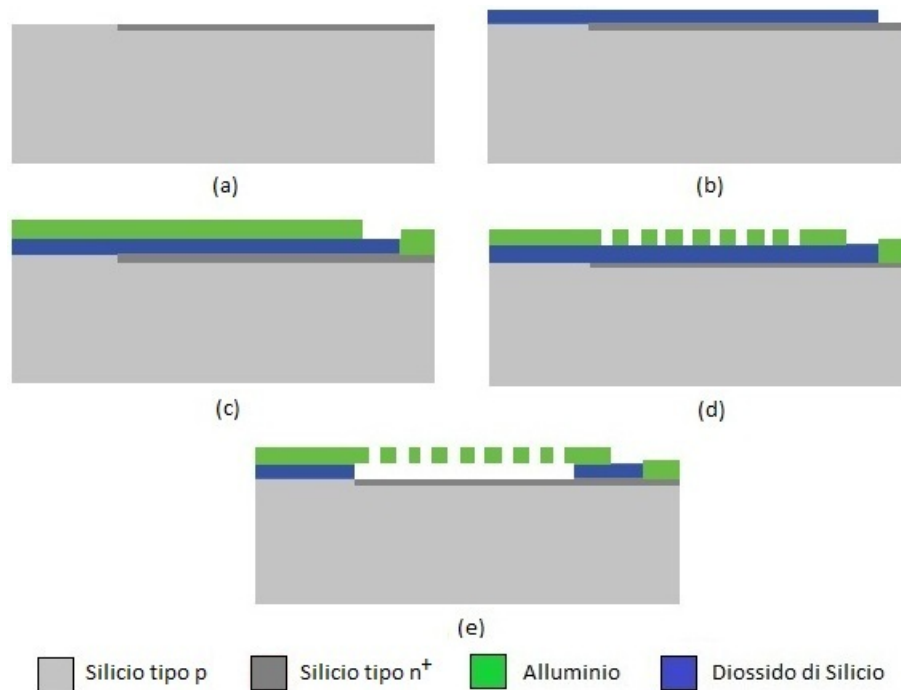 (a)
(b)
(c)
(d)
(e)
Silicio tipo p
Silicio tipo n+
Alluminio
Diossido di Silicio